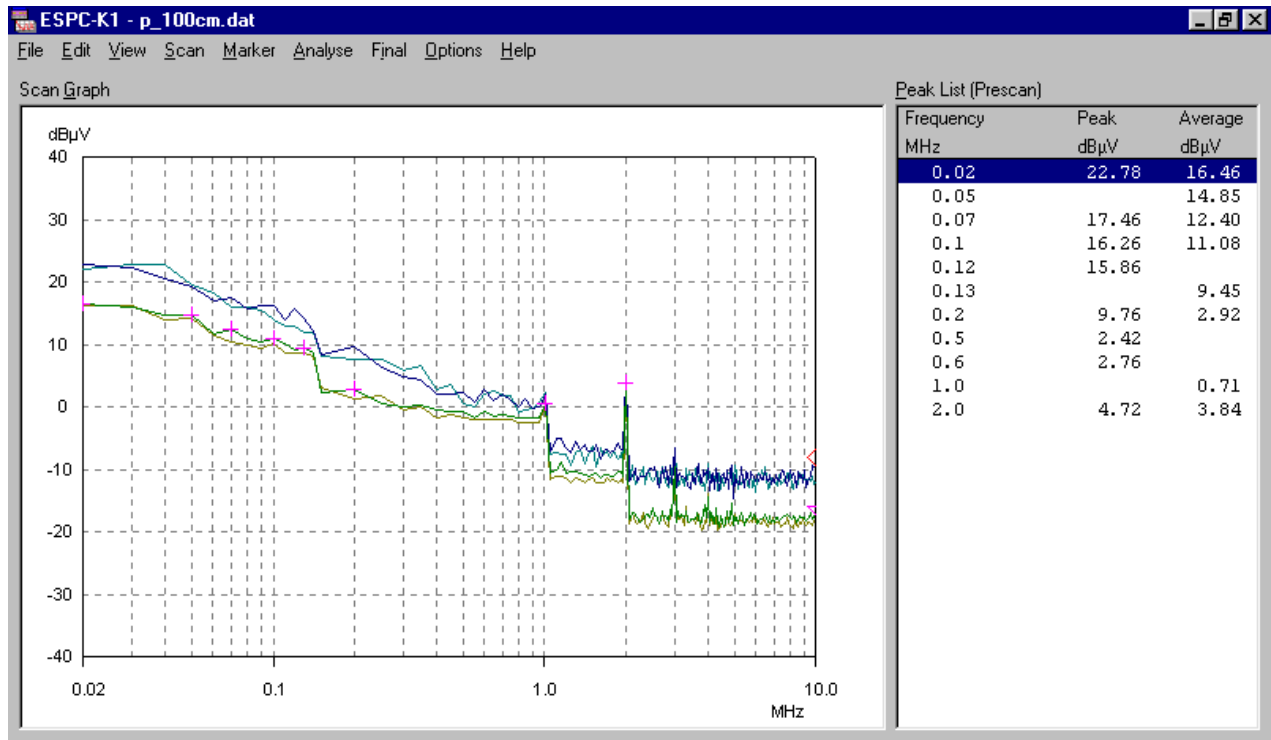 ESPC-K1 - p_100cm.dat
File Edit View Scan Marker Analyse Final Options Help
Scan Graph
dBµV
40
30
20
10
0
-10
-20
-30
-40
0.02 0.1 1.0 10.0
MHz
Peak List (Prescan)
Frequency Peak Average
MHz dBµV dBµV
0.02 22.78 16.46
0.05 14.85
0.07 17.46 12.40
0.1 16.26 11.08
0.12 15.86
0.13 9.45
0.2 9.76 2.92
0.5 2.42
0.6 2.76
1.0 0.71
2.0 4.72 3.84